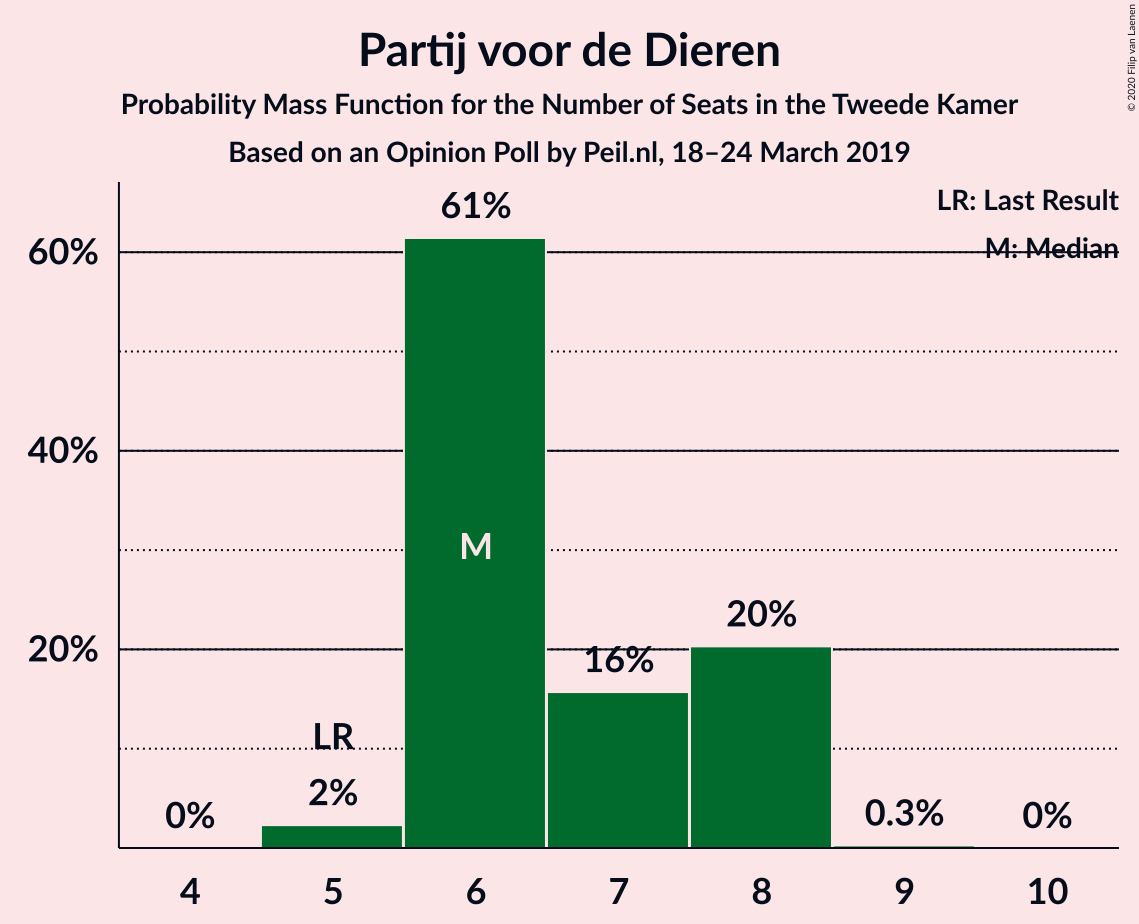 Partij voor de Dieren
Probability Mass Function for the Number of Seats in the Tweede Kamer
Based on an Opinion Poll by Peil.nl, 18–24 March 2019
© 2020 Filip van Laenen
LR: Last Result
M: Median
60%
40%
20%
61%
M
20%
16%
LR
2%
0%
0.3%
0%
4 5 6 7 8 9 10